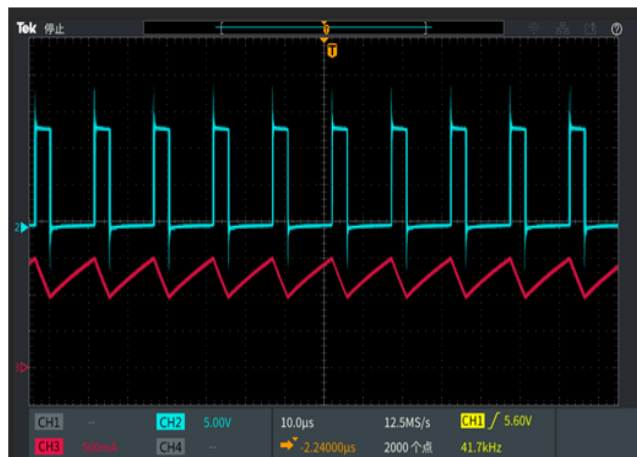 Tek 停止
T
T
2
3
CH1 -- CH2 5.00V 10.0µs 12.5MS/s CH1 5.60V
CH3 500mA CH4 -- -2.24000µs 2000 个点 41.7kHz